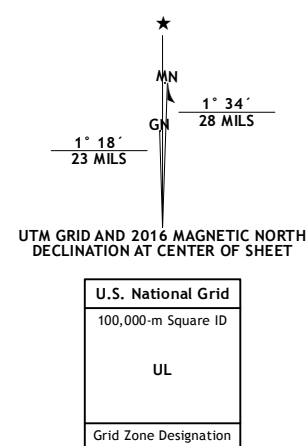 ★
MN
1° 34´
28 MILS
GN
1° 18´
23 MILS
UTM GRID AND 2016 MAGNETIC NORTH
DECLINATION AT CENTER OF SHEET
U.S. National Grid
100,000-m Square ID
UL
Grid Zone Designation